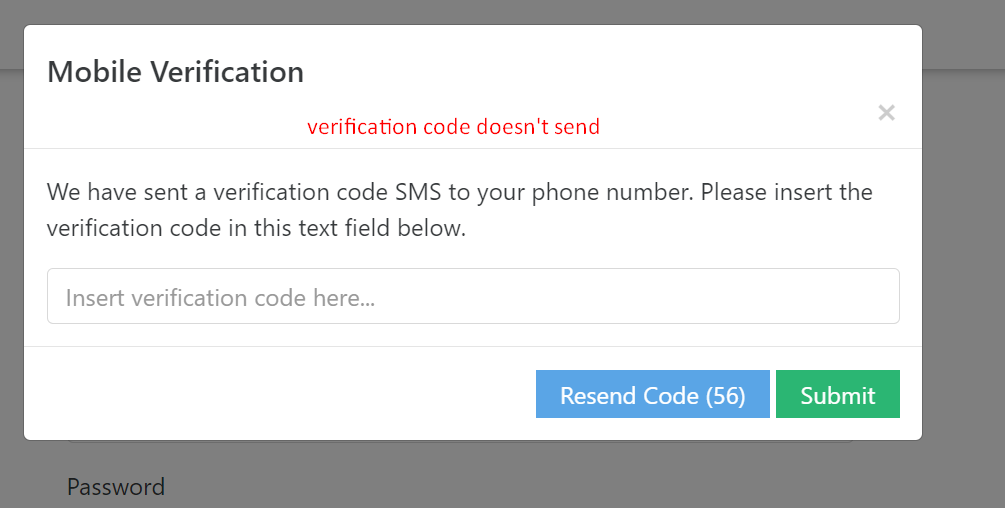 Mobile Verification
verification code doesn't send
×
We have sent a verification code SMS to your phone number. Please insert the
verification code in this text field below.
Insert verification code here...
Resend Code (56) Submit
Password